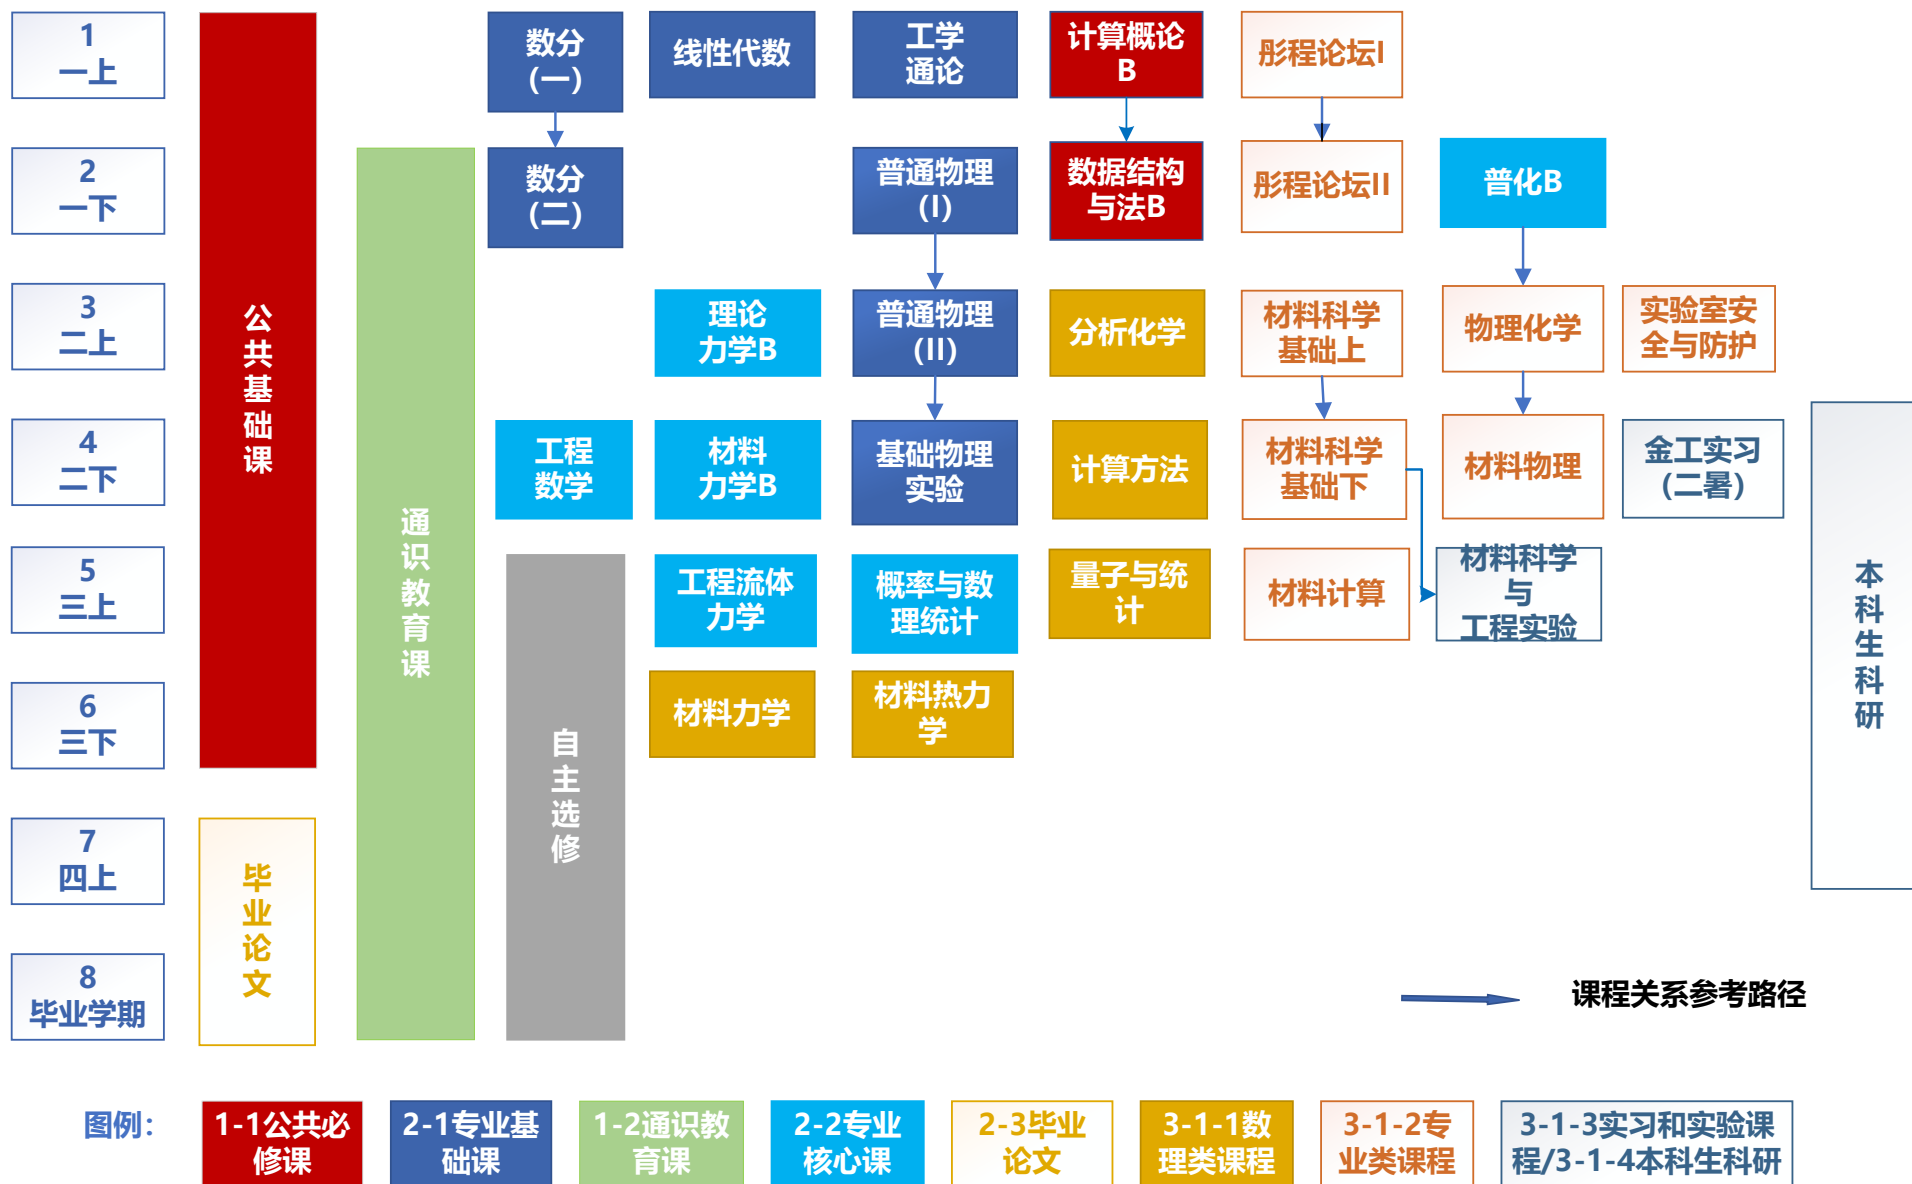 1
一上
数分
(一)
线性代数
工学
通论
计算概论
B
彤程论坛I
2
一下
数分
(二)
普通物理
(I)
数据结构
与法B
彤程论坛II
普化B
3
二上
理论
力学B
普通物理
(II)
分析化学
材料科学
基础上
物理化学
实验室安
全与防护
4
二下
工程
数学
材料
力学B
基础物理
实验
计算方法
材料科学
基础下
材料物理
金工实习
(二暑)
5
三上
工程流体
力学
概率与数
理统计
量子与统
计
材料计算
材料科学
与
工程实验
6
三下
材料力学
材料热力
学
7
四上
8
毕业学期
公共基础课
毕业论文
通识教育课
自主选修
本科生科研
课程关系参考路径
图例:
1-1公共必
修课
2-1专业基
础课
1-2通识教
育课
2-2专业
核心课
2-3毕业
论文
3-1-1数
理类课程
3-1-2专
业类课程
3-1-3实习和实验课
程/3-1-4本科生科研